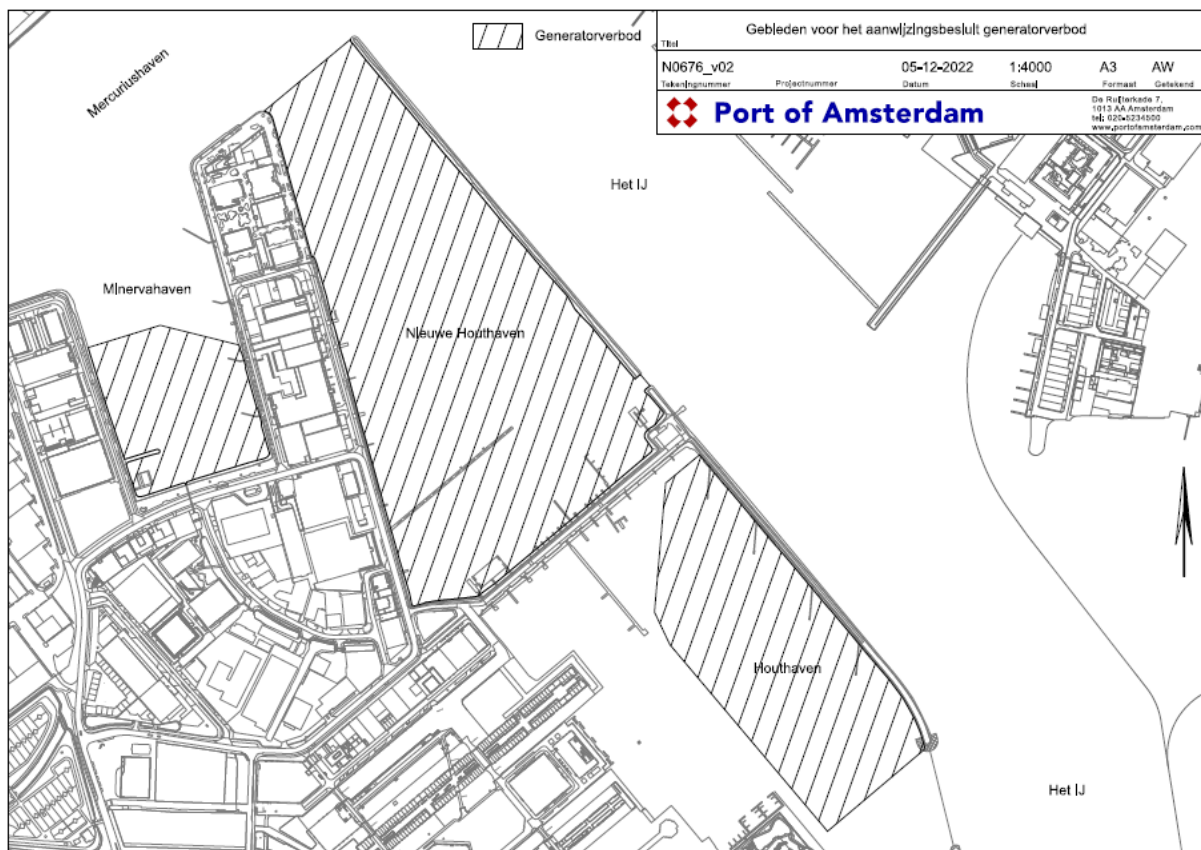 Generatorverbod
Gebieden voor het aanwijzingsbesluit generatorverbod
Titel
N0676_v02 05-12-2022 1:4000 A3 AW
Tekeningnummer Projectnummer Datum Schaal Formaat Getekend
Port of Amsterdam
De Ruijterkade 7,
1013 AA Amsterdam
tel: 020-5234500
www.portofamsterdam.com
Mercuriushaven
Het IJ
Minervahaven
Nieuwe Houthaven
Houthaven
Het IJ